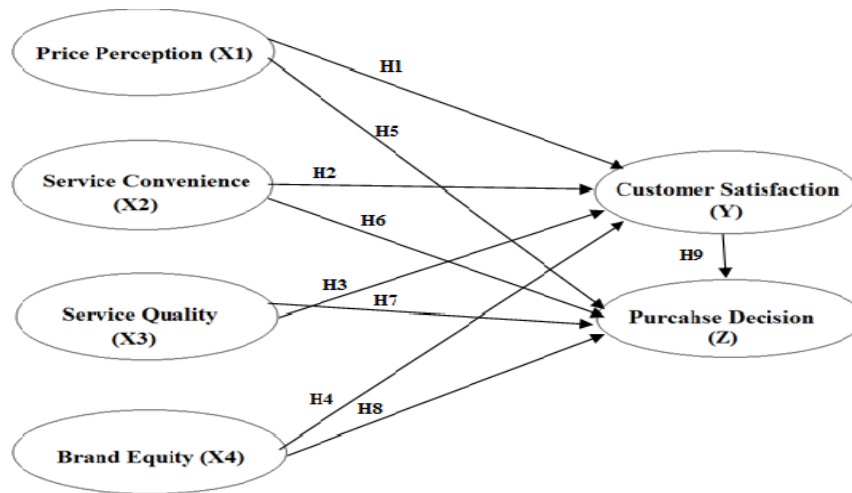 Price Perception (X1)
H1
H5
Service Convenience
(X2)
H2
Customer Satisfaction
(Y)
H6
H9
H3
Service Quality
(X3)
H7
Purcahse Decision
(Z)
H4
H8
Brand Equity (X4)